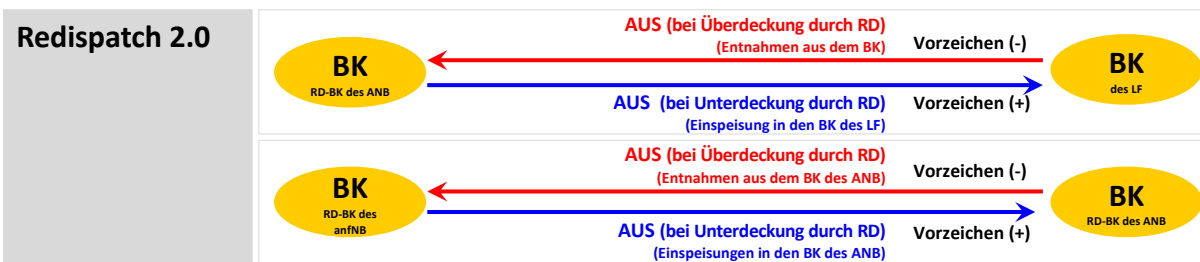 Redispatch 2.0
AUS (bei Überdeckung durch RD)
(Entnahmen aus dem BK)
Vorzeichen (-)
BK
RD-BK des ANB
BK
des LF
AUS (bei Unterdeckung durch RD)
Vorzeichen (+)
(Einspeisung in den BK des LF)
AUS (bei Überdeckung durch RD)
(Entnahmen aus dem BK des ANB)
Vorzeichen (-)
BK
RD-BK des
anfNB
BK
RD-BK des ANB
AUS (bei Unterdeckung durch RD)
Vorzeichen (+)
(Einspeisungen in den BK des ANB)